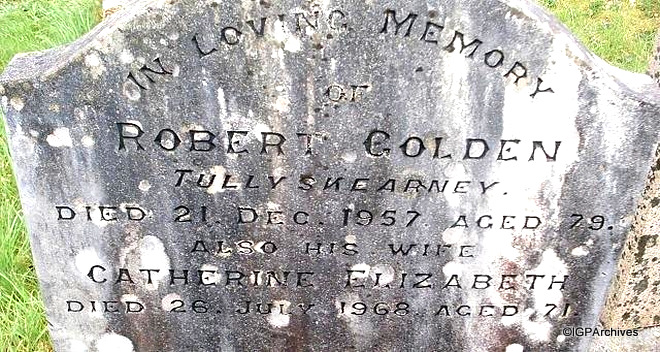 IN LOVING MEMORY
OF
ROBERT GOLDEN
TULLYSKEARNEY.
DIED 21. DEC. 1957 AGED 79.
ALSO HIS WIFE
CATHERINE ELIZABETH
DIED 26. JULY 1968. AGED 71.
©IGPArchives